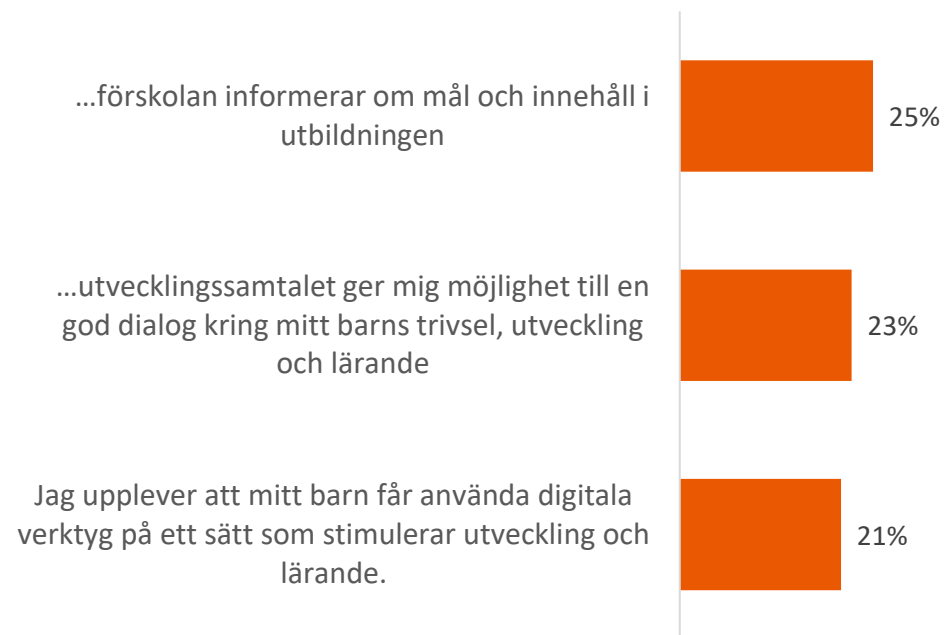 ...förskolan informerar om mål och innehåll i
utbildningen
25%
...utvecklingssamtalet ger mig möjlighet till en
god dialog kring mitt barns trivsel, utveckling
och lärande
23%
Jag upplever att mitt barn får använda digitala
verktyg på ett sätt som stimulerar utveckling och
lärande.
21%